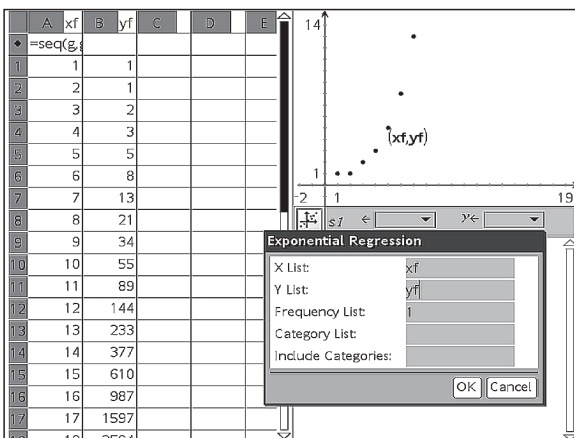 A xf B yf C D E
=seq(g,
1 1 1
2 2 1
3 3 2
4 4 3
5 5 5
6 6 8
7 7 13
8 8 21
9 9 34
10 10 55
11 11 89
12 12 144
13 13 233
14 14 377
15 15 610
16 16 987
17 17 1597
14
(xf,yf)
1
-2 1 19
s1 ← y←
Exponential Regression
X List: xf
Y List: yf
Frequency List: 1
Category List:
Include Categories:
OK Cancel